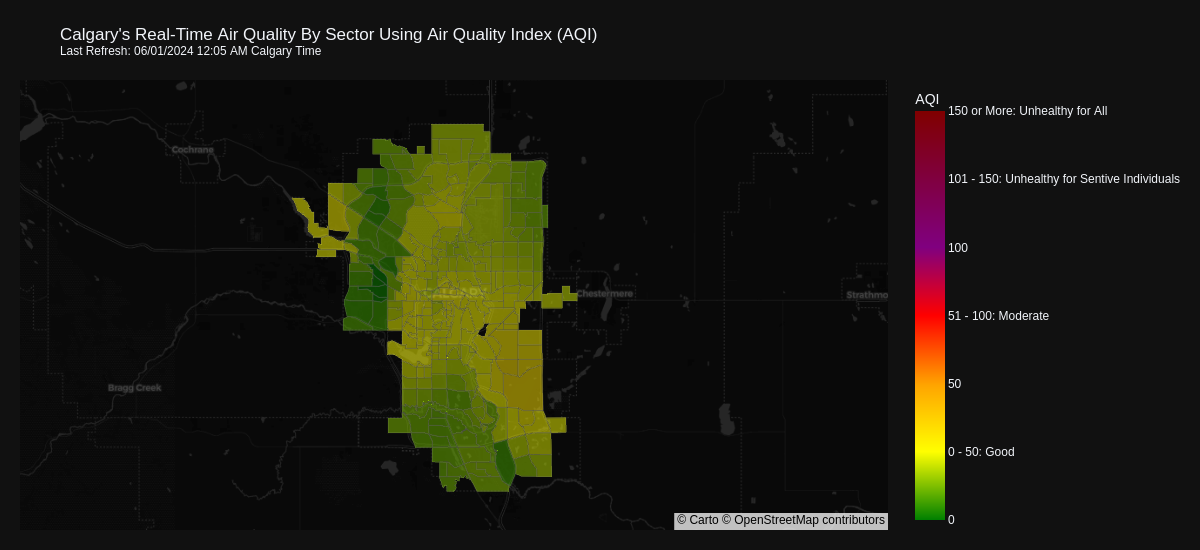 Calgary's Real-Time Air Quality By Sector Using Air Quality Index (AQI)
Last Refresh: 06/01/2024 12:05 AM Calgary Time
AQI
150 or More: Unhealthy for All
Cochrane
101 - 150: Unhealthy for Sentive Individuals
100
Chestermere
Strathmo
51 - 100: Moderate
Bragg Creek
50
0 - 50: Good
© Carto © OpenStreetMap contributors
0